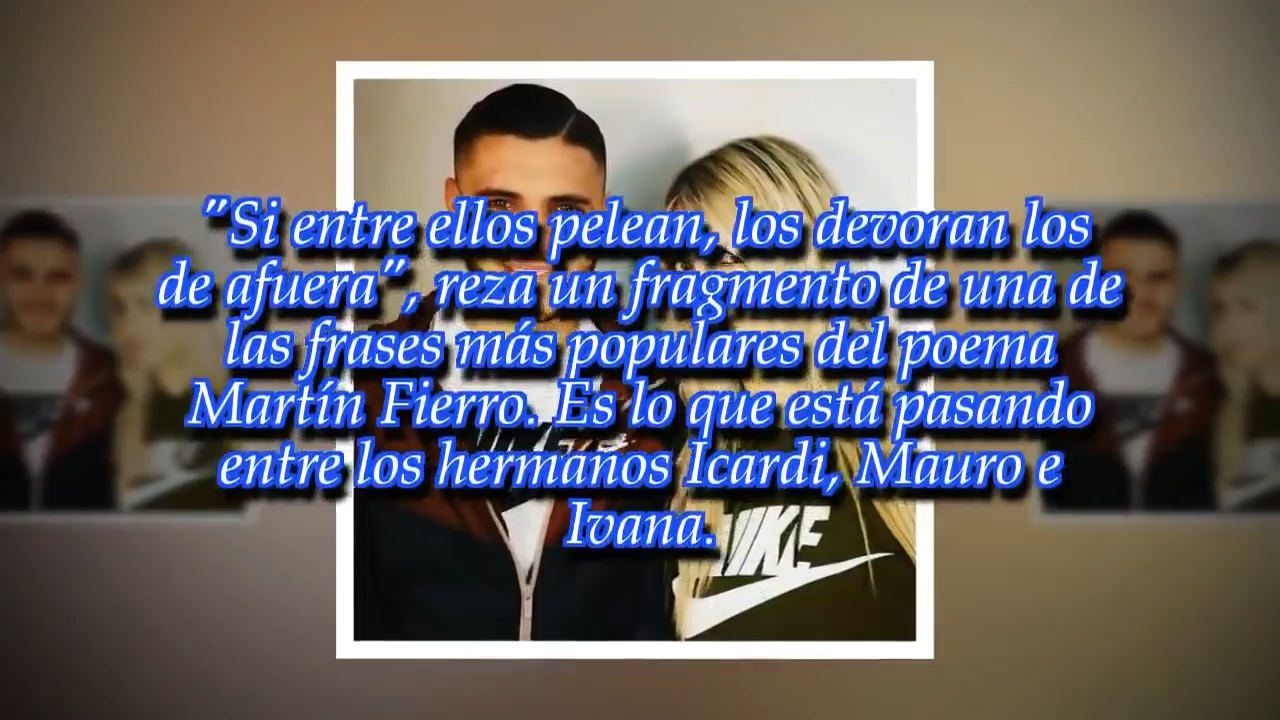 "Si entre ellos pelean, los devoran los
de afuera", reza un fragmento de una de
las frases más populares del poema
Martín Fierro. Es lo que está pasando
entre los hermanos Icardi, Mauro e
Ivana.
NIKE